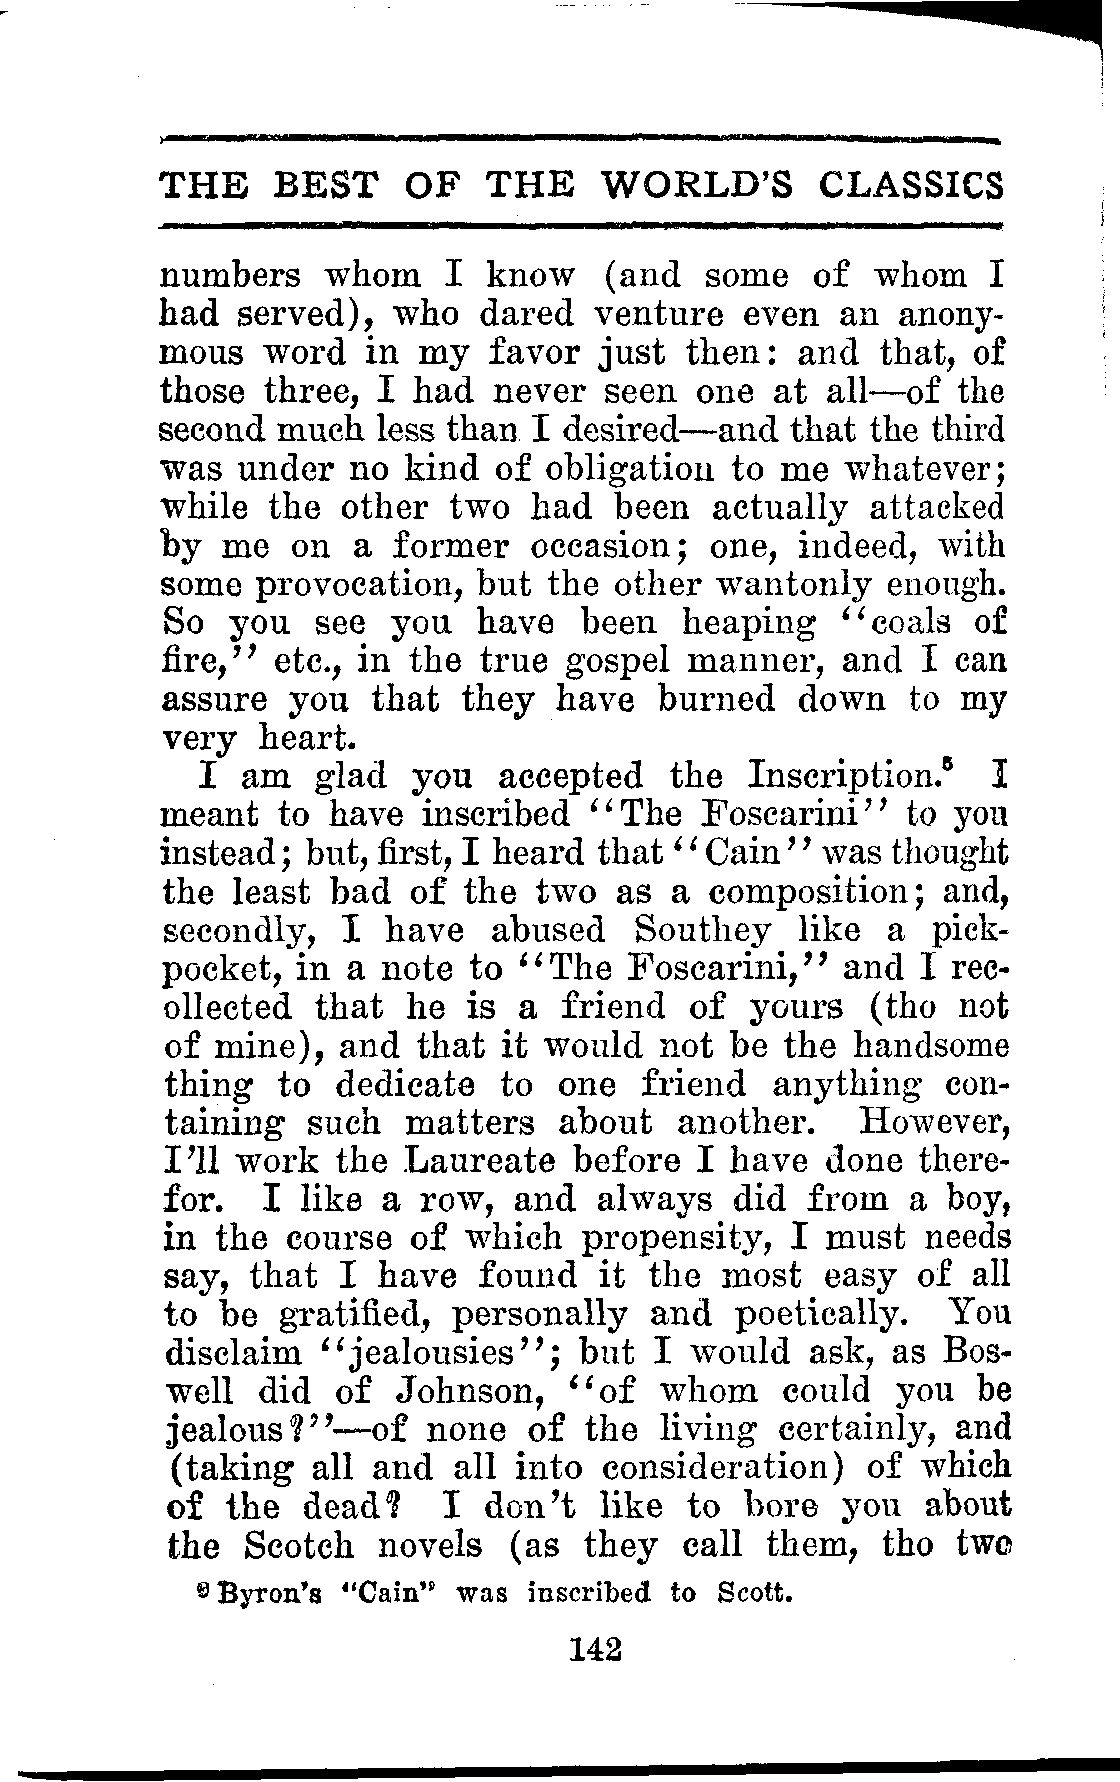 THE BEST OF THE WORLD'S CLASSICS
numbers whom I know (and some of whom I
had served), who dared venture even an anony-
mous word in my favor just then: and that, of
those three, I had never seen one at all—of the
second much less than I desired—and that the third
was under no kind of obligation to me whatever;
while the other two had been actually attacked
by me on a former occasion; one, indeed, with
some provocation, but the other wantonly enough.
So you see you have been heaping "coals of
fire," etc., in the true gospel manner, and I can
assure you that they have burned down to my
very heart.
I am glad you accepted the Inscription.⁵ I
meant to have inscribed "The Foscarini" to you
instead; but, first, I heard that "Cain" was thought
the least bad of the two as a composition; and,
secondly, I have abused Southey like a pick-
pocket, in a note to "The Foscarini," and I rec-
ollected that he is a friend of yours (tho not
of mine), and that it would not be the handsome
thing to dedicate to one friend anything con-
taining such matters about another. However,
I'll work the Laureate before I have done there-
for. I like a row, and always did from a boy,
in the course of which propensity, I must needs
say, that I have found it the most easy of all
to be gratified, personally and poetically. You
disclaim "jealousies"; but I would ask, as Bos-
well did of Johnson, "of whom could you be
jealous?"—of none of the living certainly, and
(taking all and all into consideration) of which
of the dead? I don't like to bore you about
the Scotch novels (as they call them, tho two
⁵ Byron's "Cain" was inscribed to Scott.
142